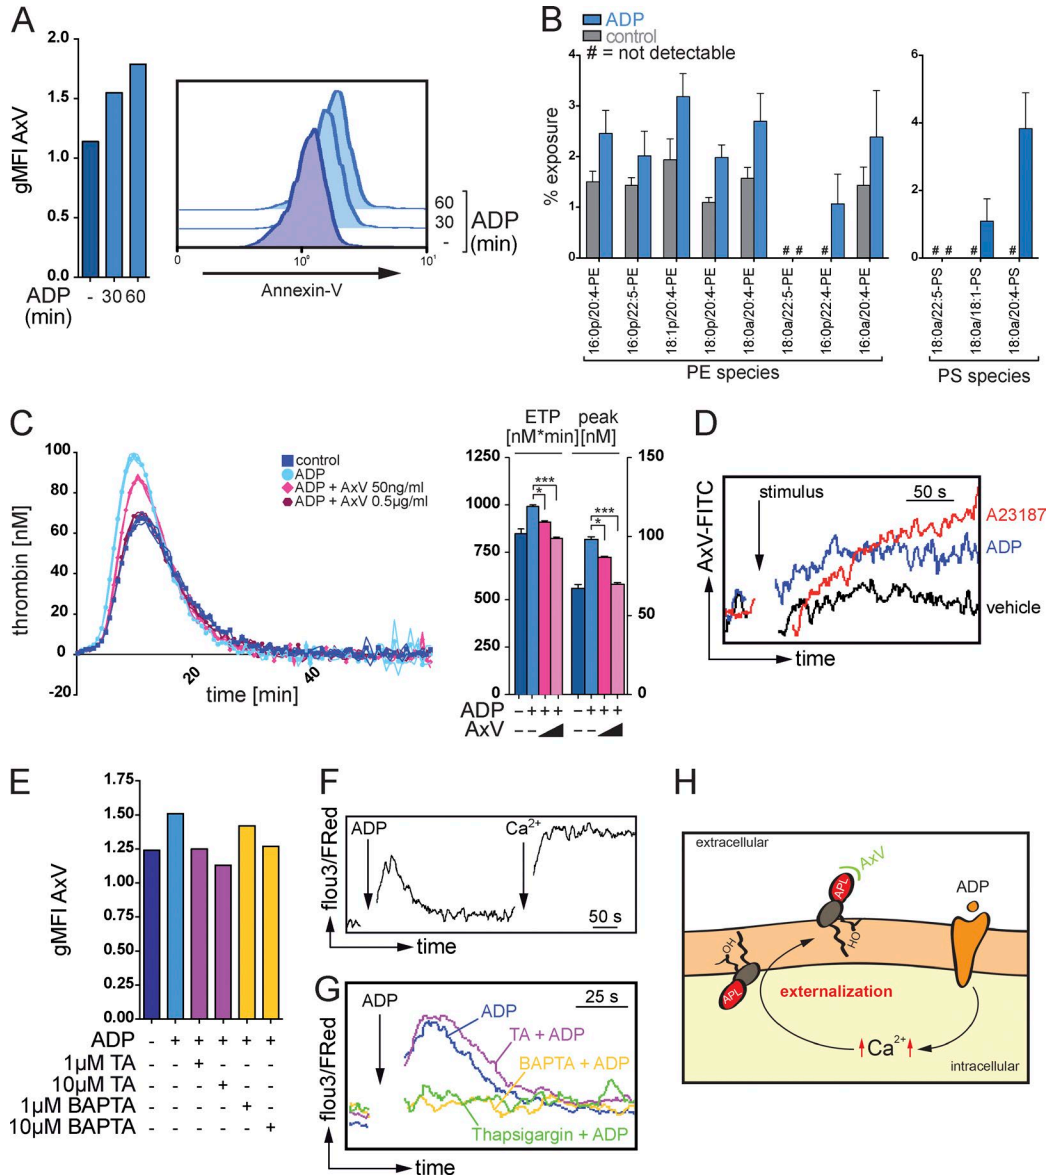 A
gMFI AxV
2.0
1.5
1.0
0.5
0.0
ADP
(min)
- 30 60
60
30
-
ADP
(min)
0 10⁰ 10¹
Annexin-V
B
ADP
control
# = not detectable
% exposure
6
4
2
0
4
3
2
1
0
# # # # # # #
16:0p/20:4-PE
16:0p/22:5-PE
18:1p/20:4-PE
18:0p/20:4-PE
18:0a/20:4-PE
18:0a/22:5-PE
16:0p/22:4-PE
16:0a/20:4-PE
PE species
18:0a/22:5-PS
18:0a/18:1-PS
18:0a/20:4-PS
PS species
C
thrombin [nM]
100
80
60
40
20
0
-20
20 40
time [min]
control
ADP
ADP + AxV 50ng/ml
ADP + AxV 0.5µg/ml
ETP peak
[nM*min] [nM]
1250
1000
750
500
250
0
150
100
50
0
***
*
***
*
ADP - + + + - + + +
AxV - - - -
D
AxV-FITC
stimulus
50 s
A23187
ADP
vehicle
time
E
gMFI AxV
1.75
1.50
1.25
1.00
0.75
0.50
0.25
0.00
ADP - + + + + +
1µM TA - - + - - -
10µM TA - - - + - -
1µM BAPTA - - - - + -
10µM BAPTA - - - - - +
F
flou3/FRed
ADP
Ca²⁺
50 s
time
G
flou3/FRed
ADP
25 s
ADP
TA + ADP
BAPTA + ADP
Thapsigargin + ADP
time
H
extracellular
AxV
APL
ADP
HO
OH
APL
externalization
Ca²⁺
intracellular